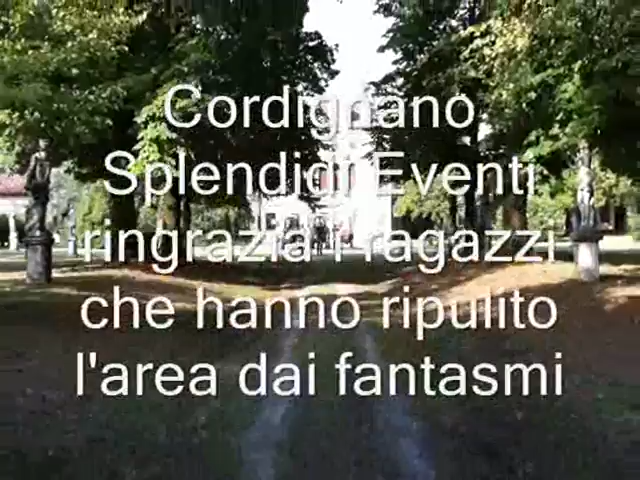 Cordignano
Splendidi Eventi
ringrazia i ragazzi
che hanno ripulito
l'area dai fantasmi